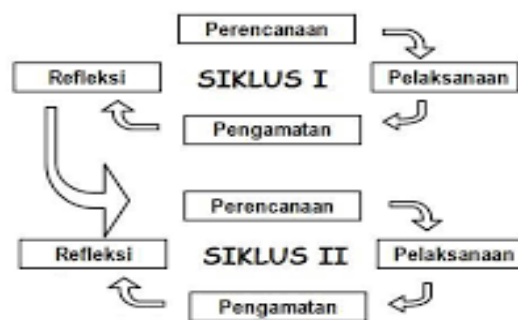 Perencanaan
Refleksi SIKLUS I Pelaksanaan
Pengamatan
Perencanaan
Refleksi SIKLUS II Pelaksanaan
Pengamatan